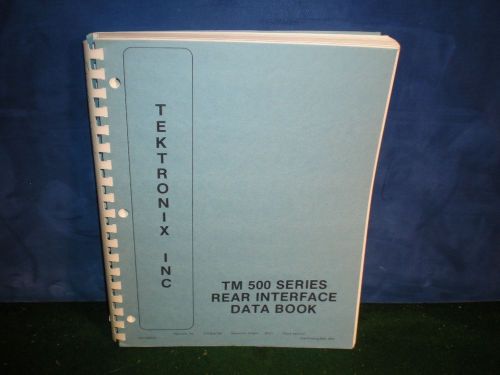 TEKTRONIX INC
TM 500 SERIES
REAR INTERFACE
DATA BOOK